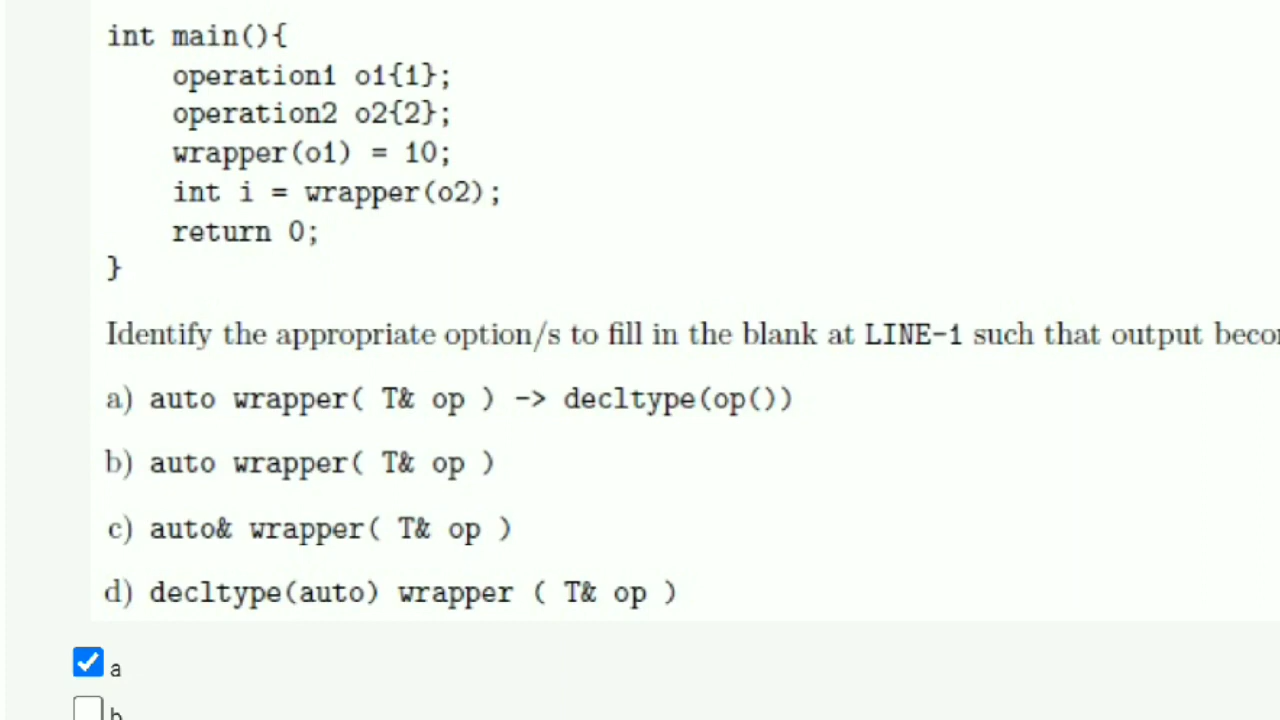 int main(){
operation1 o1{1};
operation2 o2{2};
wrapper(o1) = 10;
int i = wrapper(o2);
return 0;
}
Identify the appropriate option/s to fill in the blank at LINE-1 such that output
a) auto wrapper( T& op ) -> decltype(op())
b) auto wrapper( T& op )
c) auto& wrapper( T& op )
d) decltype(auto) wrapper ( T& op )
a
b